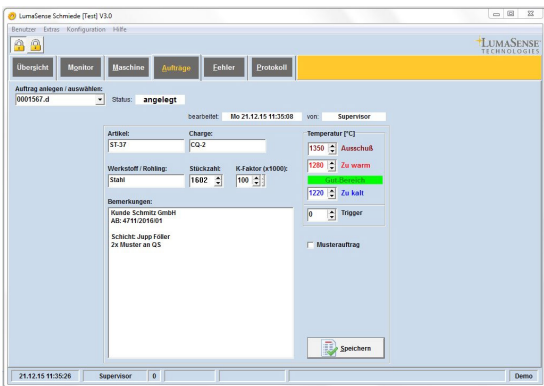 LumaSense Schmiede [Test] V3.0
Benutzer Extras Konfiguration Hilfe
LUMASENSE
TECHNOLOGIES
Übersicht Monitor Maschine Aufträge Fehler Protokoll
Auftrag anlegen / auswählen:
0001567.d Status: angelegt
bearbeitet: Mo 21.12.15 11:35:08 von: Supervisor
Artikel: Charge: Temperatur [°C]
ST-37 CQ-2 1350 Ausschuß
Werkstoff / Rohling: Stückzahl: K-Faktor (x1000): 1280 Zu warm
Stahl 1602 100 Gut-Bereich
1220 Zu kalt
Bemerkungen:
Kunde Schmitz GmbH 0 Trigger
AB: 4711/2016/01
Schicht: Jupp Föller
2x Muster an QS Musterauftrag
Speichern
21.12.15 11:35:26 Supervisor 0 Demo